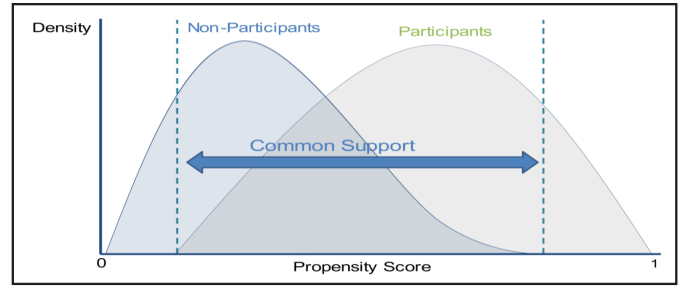 Density
Non-Participants
Participants
Common Support
0
Propensity Score
1